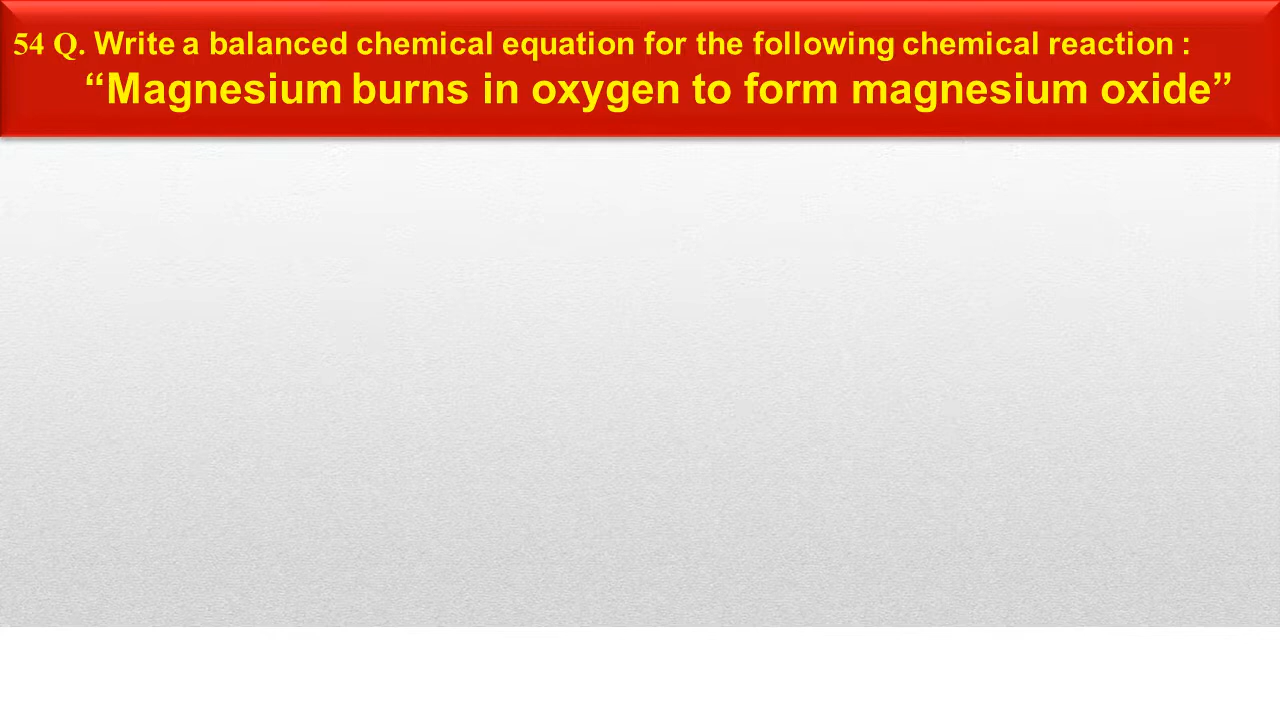 54 Q. Write a balanced chemical equation for the following chemical reaction :
“Magnesium burns in oxygen to form magnesium oxide”